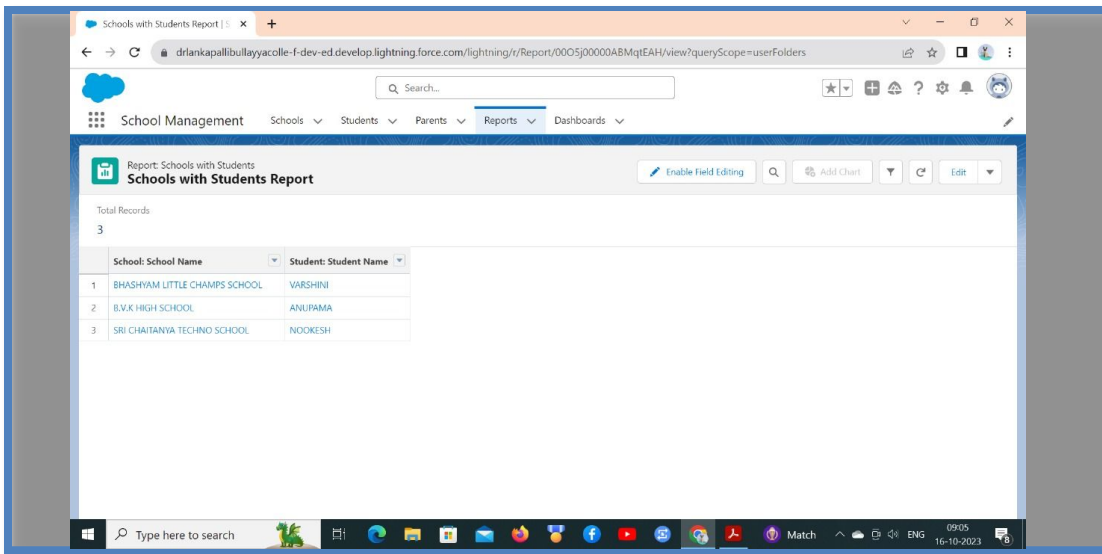 Schools with Students Report | S
drlankapallibullayyacolle-f-dev-ed.develop.lightning.force.com/lightning/r/Report/00O5j00000ABMqtEAH/view?queryScope=userFolders
Search...
School Management Schools Students Parents Reports Dashboards
Report: Schools with Students
Schools with Students Report
Enable Field Editing Add Chart Edit
Total Records
3
School: School Name Student: Student Name
1 BHASHYAM LITTLE CHAMPS SCHOOL VARSHINI
2 B.V.K HIGH SCHOOL ANUPAMA
3 SRI CHAITANYA TECHNO SCHOOL NOOKESH
Type here to search Match ENG 09:05
16-10-2023
8